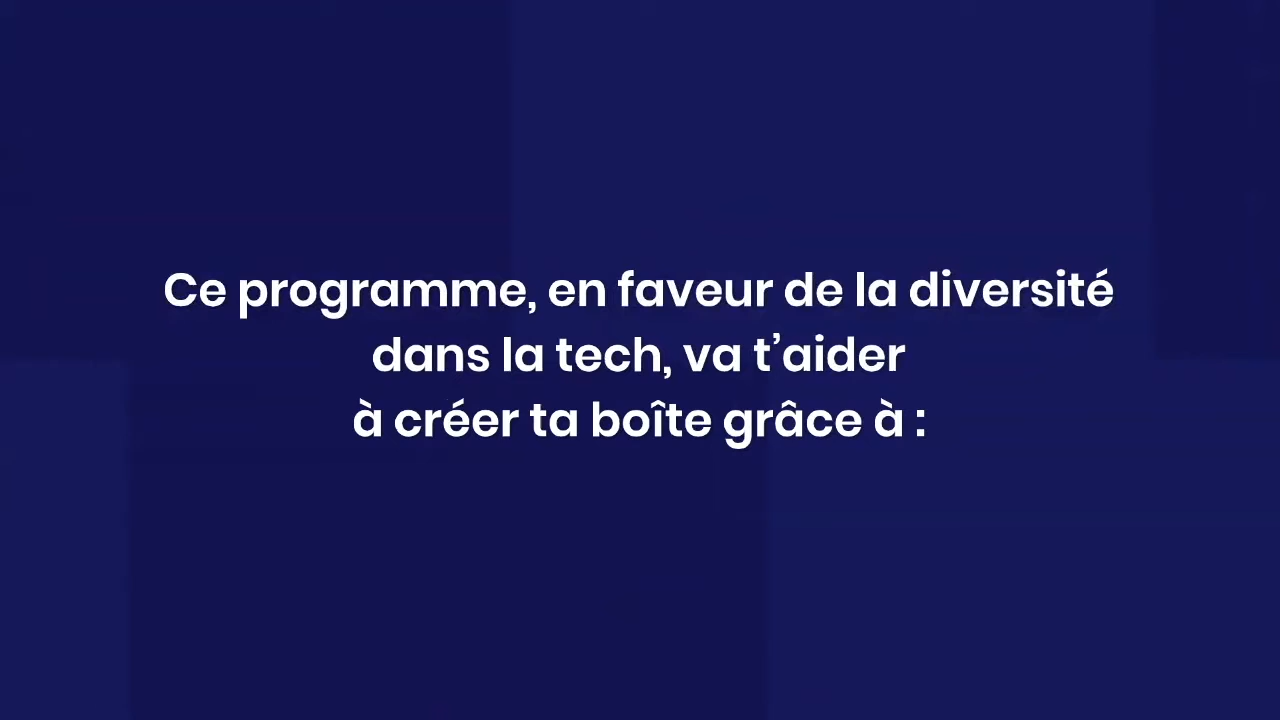 Ce programme, en faveur de la diversité
dans la tech, va t’aider
à créer ta boîte grâce à :